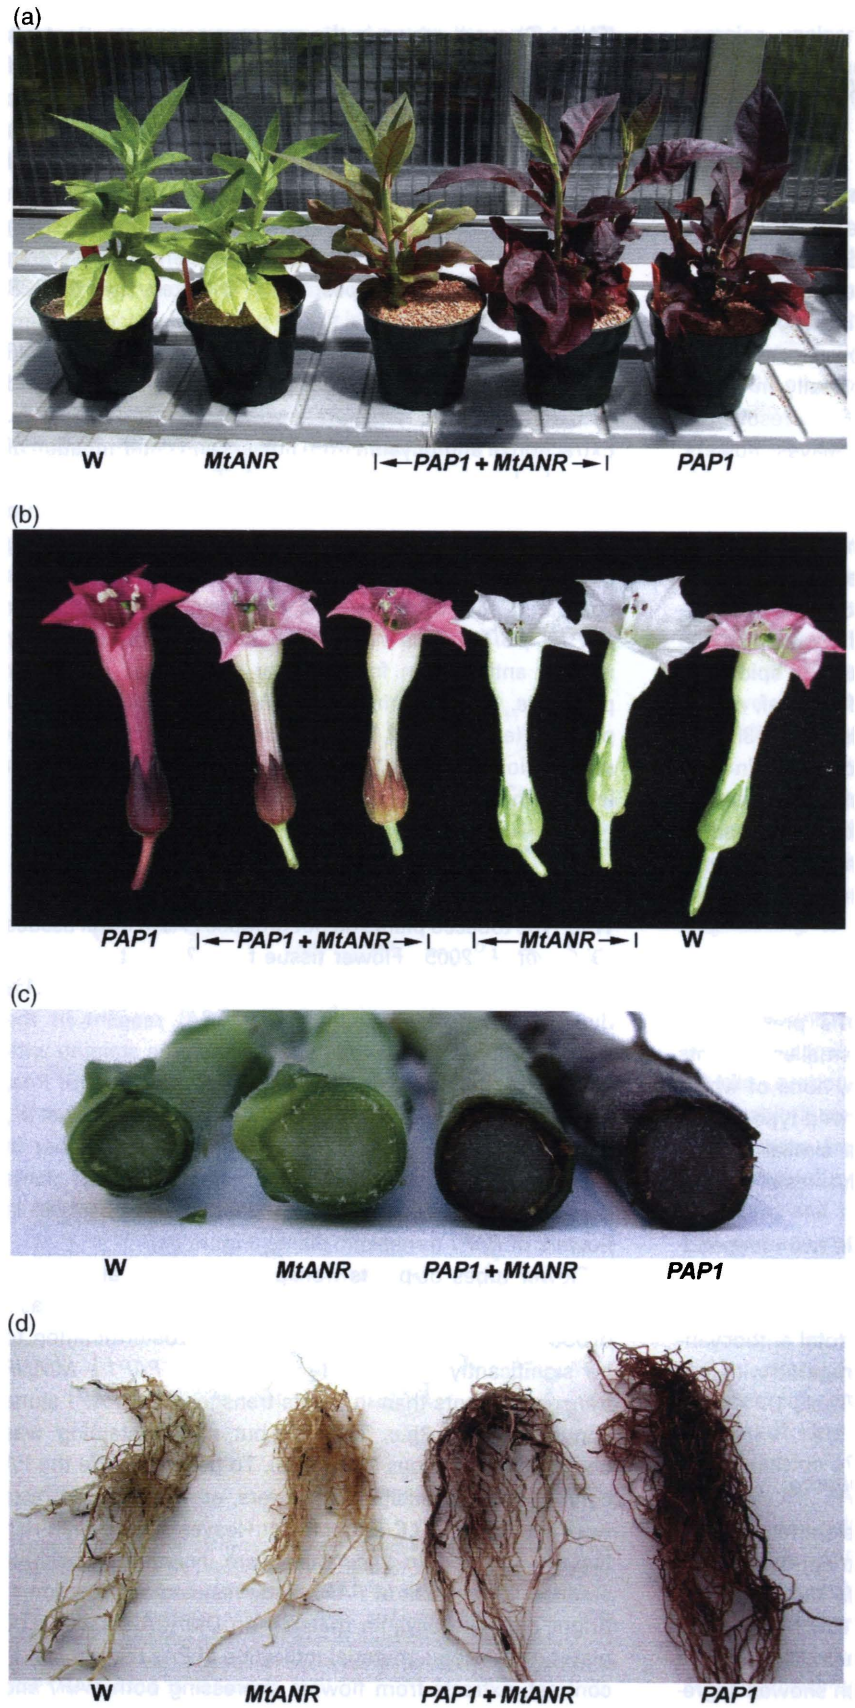 (a)
W MtANR |←PAP1 + MtANR→| PAP1
(b)
PAP1 |←PAP1 + MtANR→| |←MtANR→| W
(c)
W MtANR PAP1 + MtANR PAP1
(d)
W MtANR PAP1 + MtANR PAP1